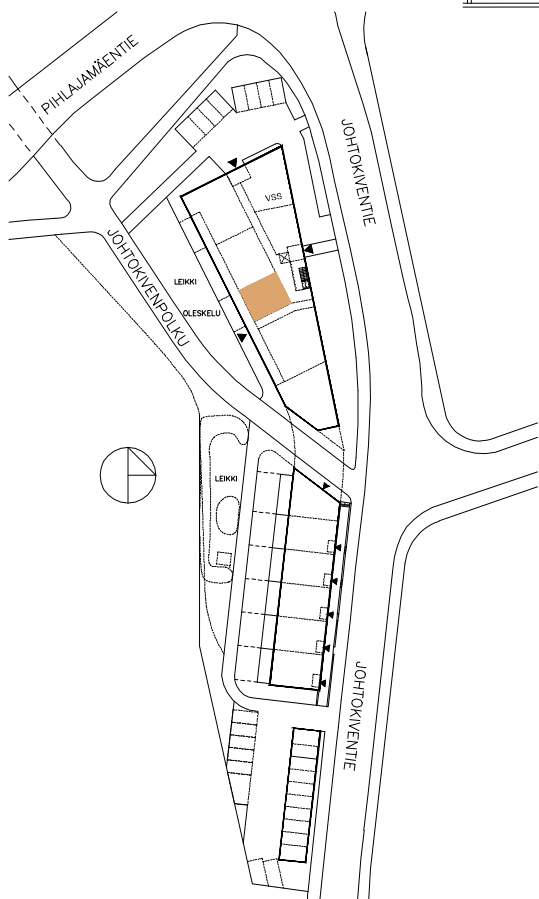 PIHLAJAMÄENTIE
JOHTOKIVENTIE
VSS
JOHTOKIVENPOLKU
LEIKKI
OLESKELU
LEIKKI
JOHTOKIVENTIE